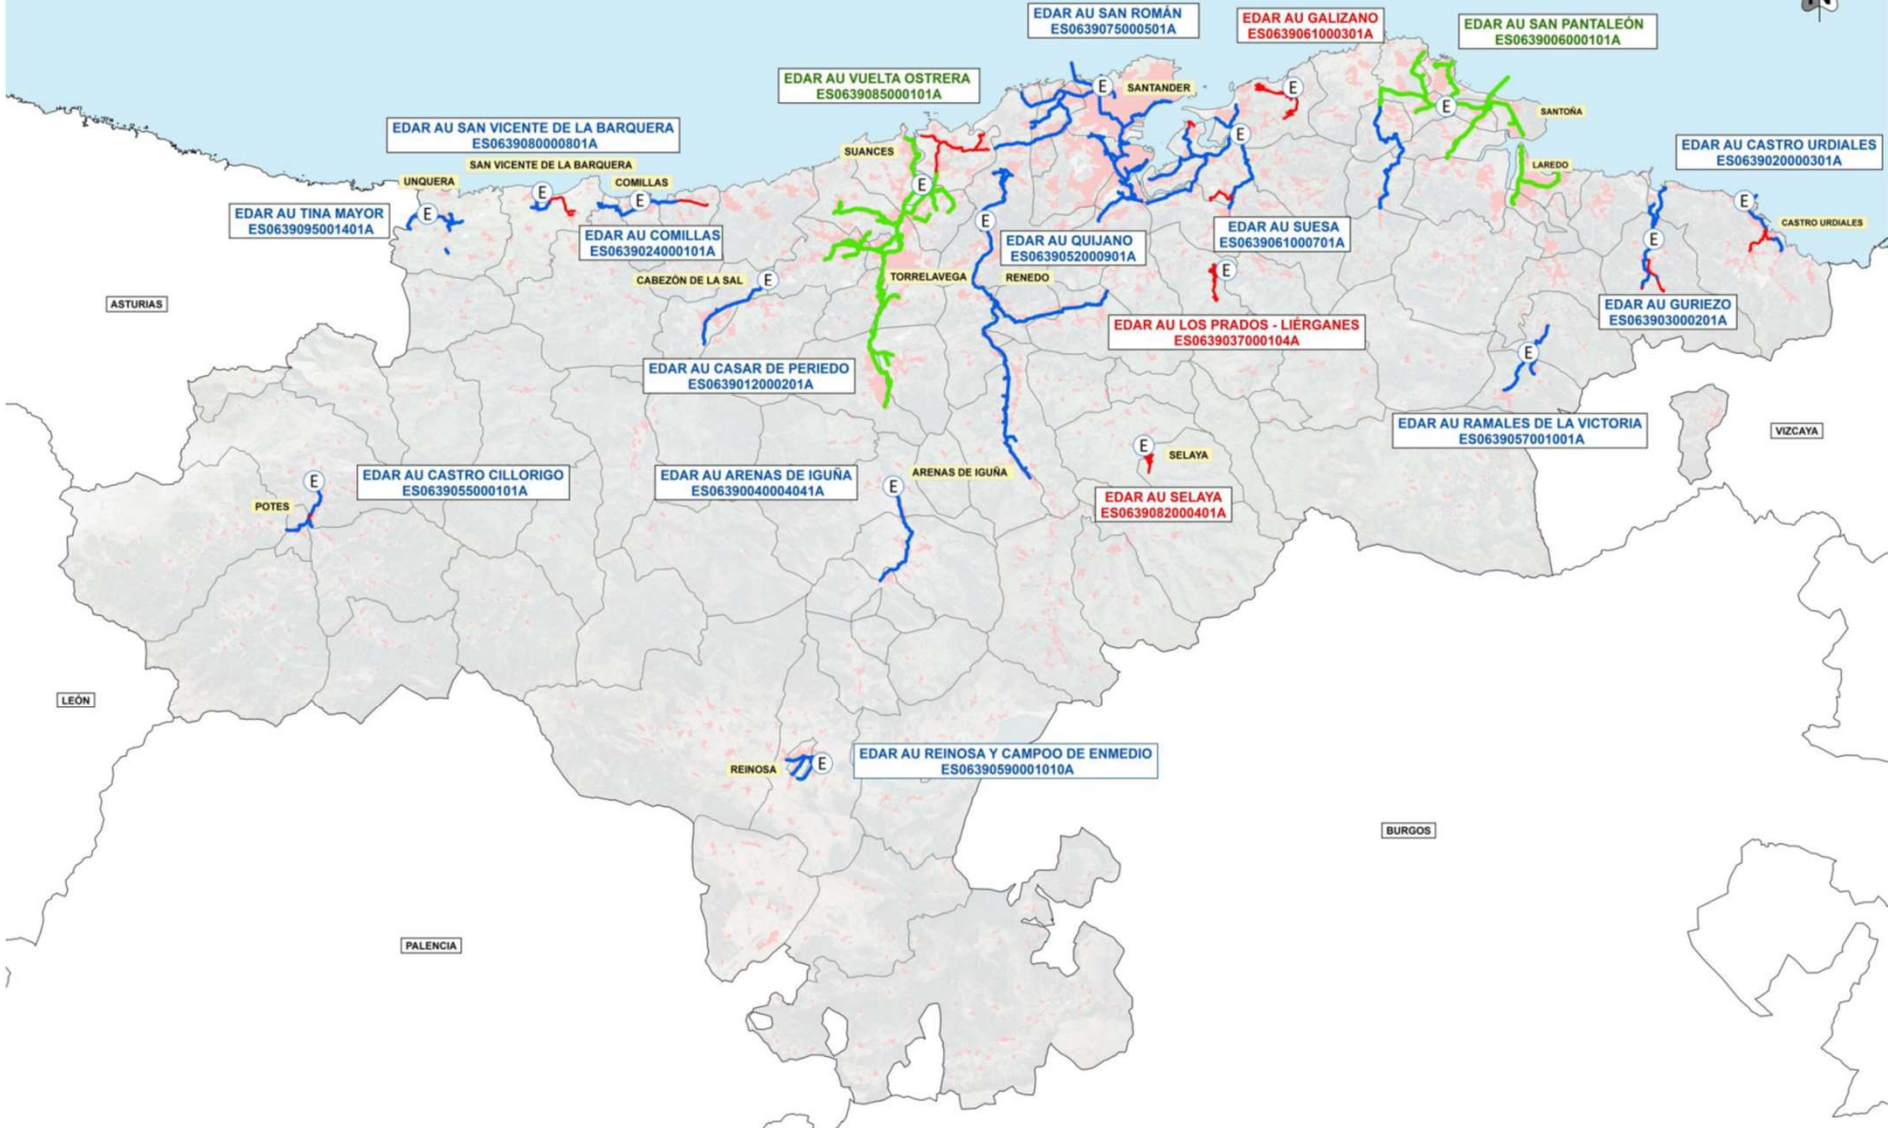 EDAR AU SAN ROMÁN
ES0639075000501A
EDAR AU GALIZANO
ES0639061000301A
EDAR AU SAN PANTALEÓN
ES0639006000101A
EDAR AU VUELTA OSTRERA
ES0639085000101A
E
SANTANDER
E
E
SANTOÑA
EDAR AU SAN VICENTE DE LA BARQUERA
ES0639080000801A
SUANCES
E
EDAR AU CASTRO URDIALES
ES0639020000301A
SAN VICENTE DE LA BARQUERA
LAREDO
UNQUERA
COMILLAS
E
E
E
E
EDAR AU TINA MAYOR
ES0639095001401A
E
E
CASTRO URDIALES
EDAR AU COMILLAS
ES0639024000101A
EDAR AU QUIJANO
ES0639052000901A
EDAR AU SUESA
ES0639061000701A
E
CABEZÓN DE LA SAL
E
TORRELAVEGA
RENEDO
E
ASTURIAS
EDAR AU GURIEZO
ES063903000201A
EDAR AU LOS PRADOS - LIÉRGANES
ES0639037000104A
E
EDAR AU CASAR DE PERIEDO
ES0639012000201A
EDAR AU RAMALES DE LA VICTORIA
ES0639057001001A
VIZCAYA
E
SELAYA
E
EDAR AU CASTRO CILLORIGO
ES0639055000101A
EDAR AU ARENAS DE IGUÑA
ES06390040004041A
E
ARENAS DE IGUÑA
POTES
EDAR AU SELAYA
ES0639082000401A
LEÓN
REINOSA
E
EDAR AU REINOSA Y CAMPOO DE ENMEDIO
ES06390590001010A
BURGOS
PALENCIA